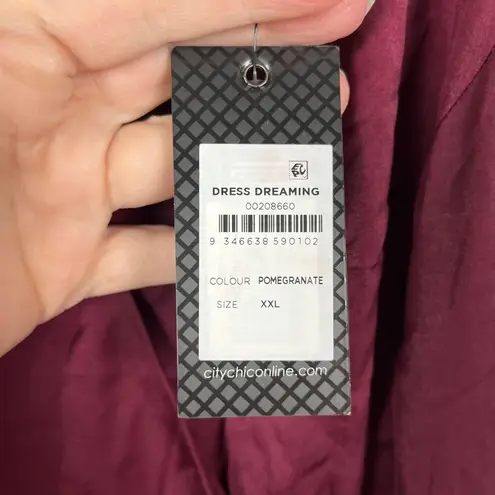 DRESS DREAMING
00208660
9 346638 590102
COLOUR POMEGRANATE
SIZE XXL
citychiconline.com